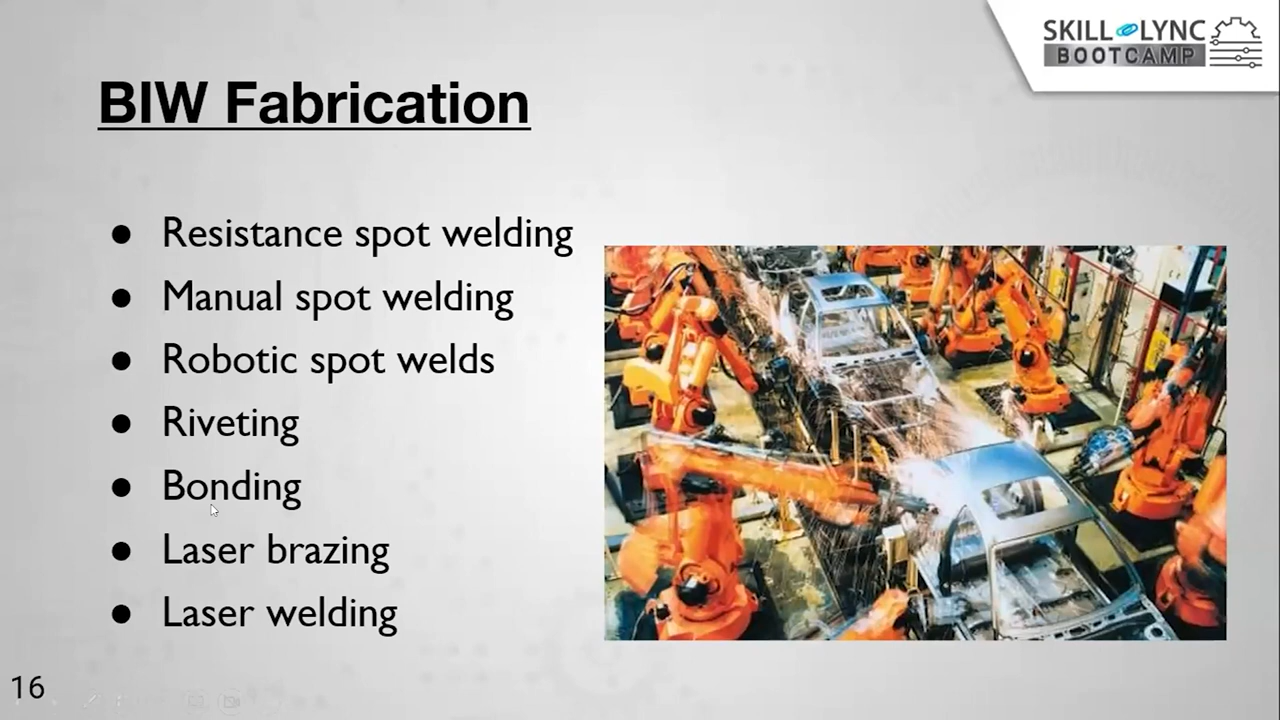 SKILL LYNC
BOOTCAMP
BIW Fabrication
● Resistance spot welding
● Manual spot welding
● Robotic spot welds
● Riveting
● Bonding
● Laser brazing
● Laser welding
16